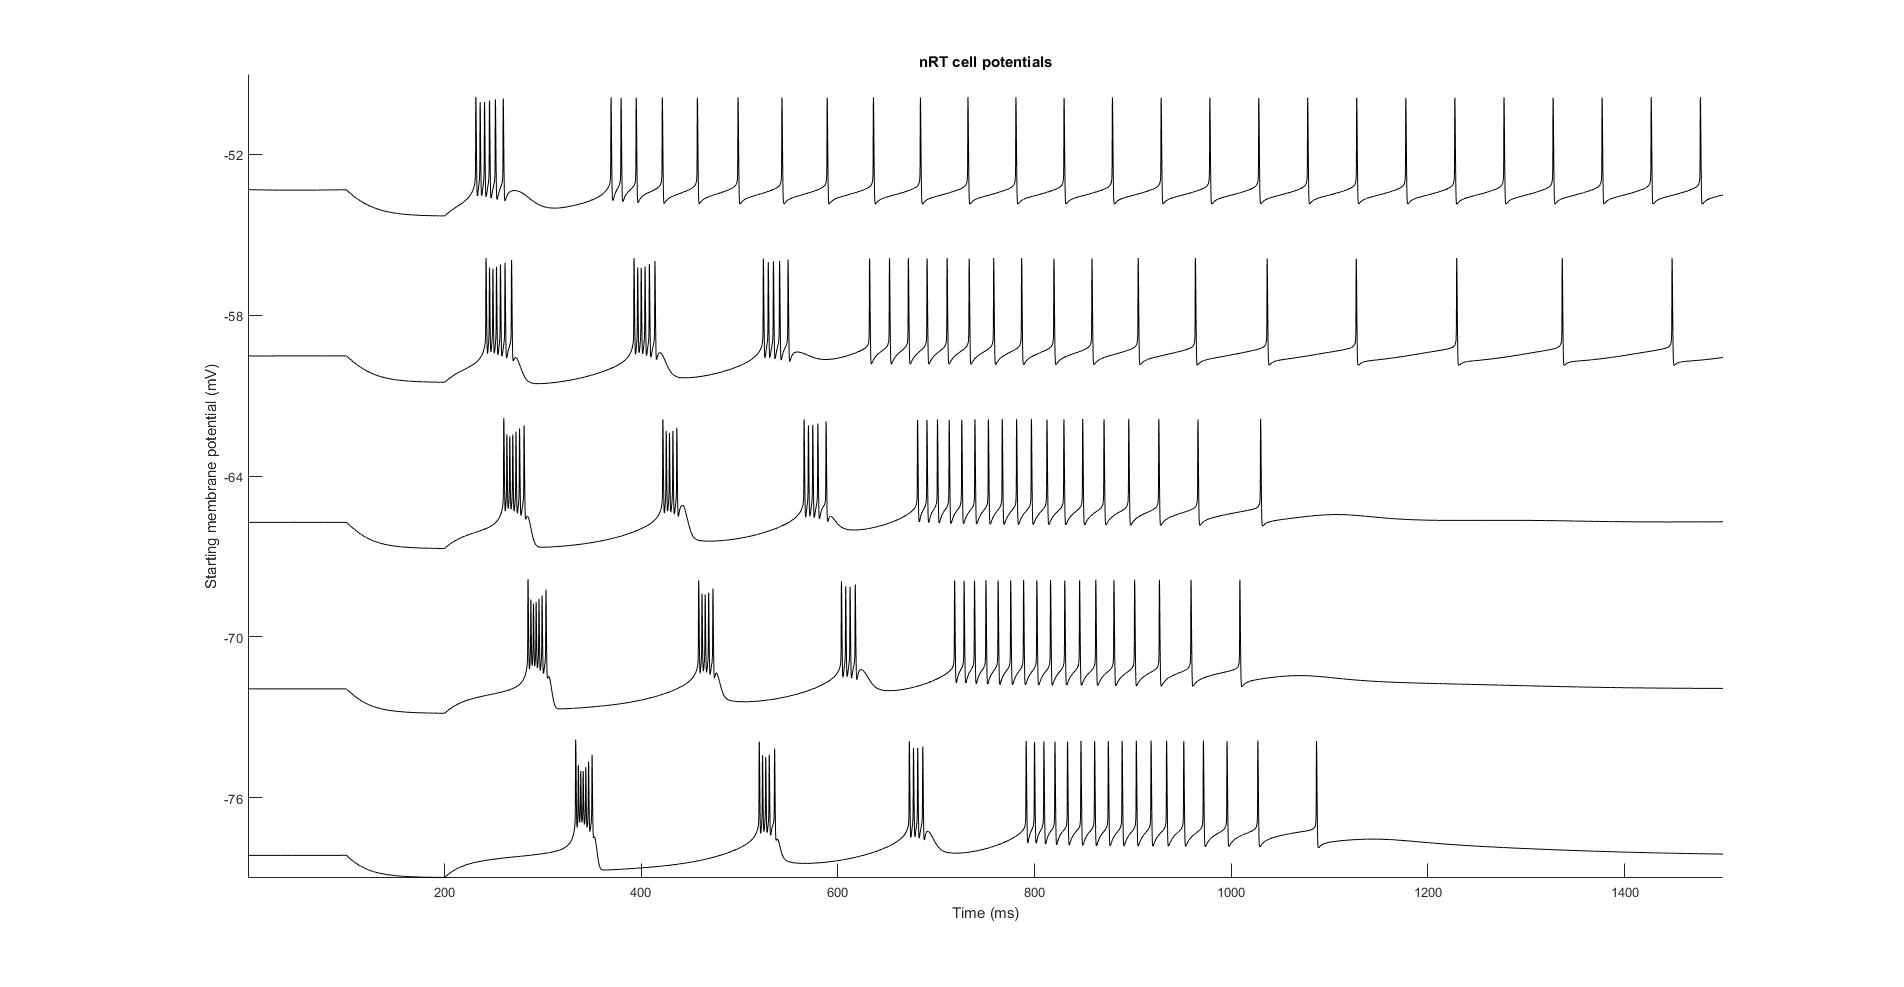 nRT cell potentials
-52
-58
-64
-70
-76
Starting membrane potential (mV)
200 400 600 800 1000 1200 1400
Time (ms)